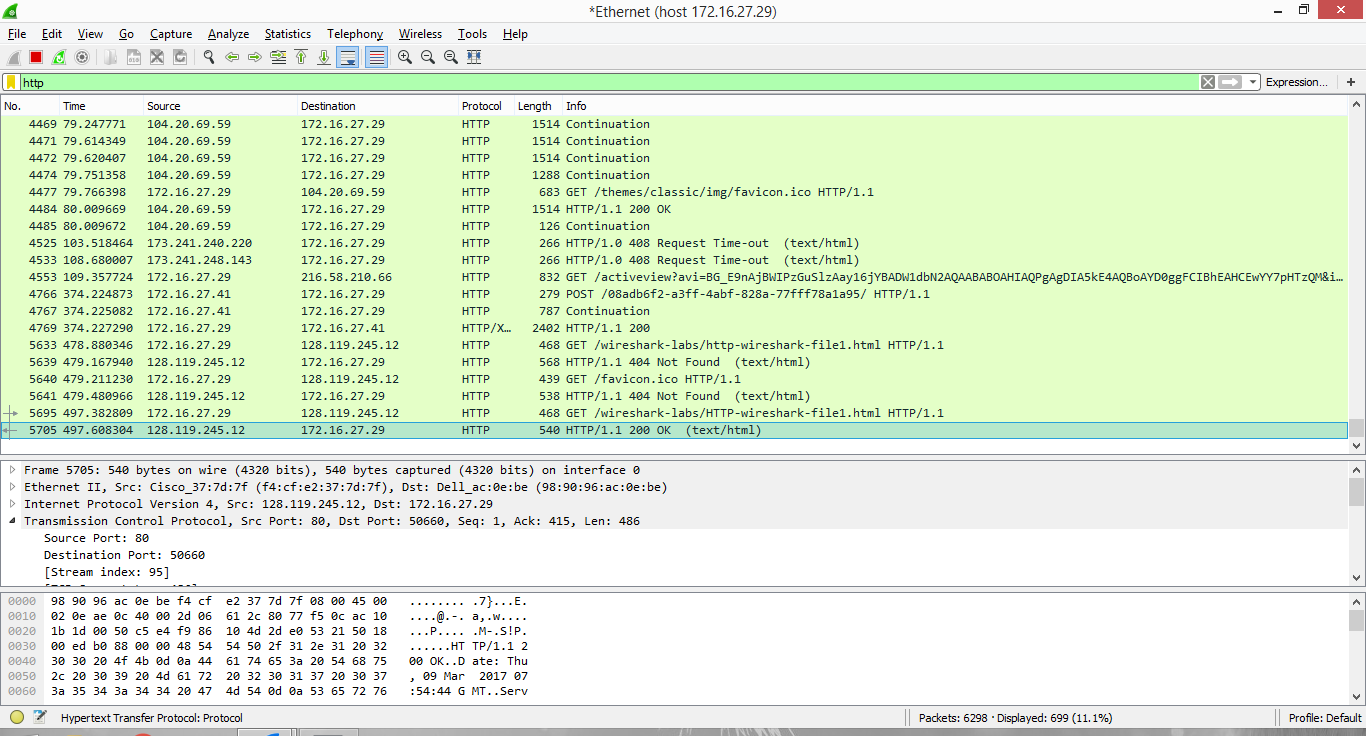 *Ethernet (host 172.16.27.29)
File Edit View Go Capture Analyze Statistics Telephony Wireless Tools Help
http Expression... +
No. Time Source Destination Protocol Length Info
4469 79.247771 104.20.69.59 172.16.27.29 HTTP 1514 Continuation
4471 79.614349 104.20.69.59 172.16.27.29 HTTP 1514 Continuation
4472 79.620407 104.20.69.59 172.16.27.29 HTTP 1514 Continuation
4474 79.751358 104.20.69.59 172.16.27.29 HTTP 1288 Continuation
4477 79.766398 172.16.27.29 104.20.69.59 HTTP 683 GET /themes/classic/img/favicon.ico HTTP/1.1
4484 80.009669 104.20.69.59 172.16.27.29 HTTP 1514 HTTP/1.1 200 OK
4485 80.009672 104.20.69.59 172.16.27.29 HTTP 126 Continuation
4525 103.518464 173.241.240.220 172.16.27.29 HTTP 266 HTTP/1.0 408 Request Time-out (text/html)
4533 108.680007 173.241.248.143 172.16.27.29 HTTP 266 HTTP/1.0 408 Request Time-out (text/html)
4553 109.357724 172.16.27.29 216.58.210.66 HTTP 832 GET /activeview?avi=BG_E9nAjBWIPzGuSlzAay16jYBADW1dbN2AQAABABOAHIAQPgAgDIA5kE4AQBoAYD0ggFCIBhEAHCEwYY7pHTzQM&i...
4766 374.224873 172.16.27.41 172.16.27.29 HTTP 279 POST /08adb6f2-a3ff-4abf-828a-77fff78a1a95/ HTTP/1.1
4767 374.225082 172.16.27.41 172.16.27.29 HTTP 787 Continuation
4769 374.227290 172.16.27.29 172.16.27.41 HTTP/X... 2402 HTTP/1.1 200
5633 478.880346 172.16.27.29 128.119.245.12 HTTP 468 GET /wireshark-labs/http-wireshark-file1.html HTTP/1.1
5639 479.167940 128.119.245.12 172.16.27.29 HTTP 568 HTTP/1.1 404 Not Found (text/html)
5640 479.211230 172.16.27.29 128.119.245.12 HTTP 439 GET /favicon.ico HTTP/1.1
5641 479.480966 128.119.245.12 172.16.27.29 HTTP 538 HTTP/1.1 404 Not Found (text/html)
5695 497.382809 172.16.27.29 128.119.245.12 HTTP 468 GET /wireshark-labs/HTTP-wireshark-file1.html HTTP/1.1
5705 497.608304 128.119.245.12 172.16.27.29 HTTP 540 HTTP/1.1 200 OK (text/html)
Frame 5705: 540 bytes on wire (4320 bits), 540 bytes captured (4320 bits) on interface 0
Ethernet II, Src: Cisco_37:7d:7f (f4:cf:e2:37:7d:7f), Dst: Dell_ac:0e:be (98:90:96:ac:0e:be)
Internet Protocol Version 4, Src: 128.119.245.12, Dst: 172.16.27.29
Transmission Control Protocol, Src Port: 80, Dst Port: 50660, Seq: 1, Ack: 415, Len: 486
Source Port: 80
Destination Port: 50660
[Stream index: 95]
0000 98 90 96 ac 0e be f4 cf e2 37 7d 7f 08 00 45 00 ........ .7}...E.
0010 02 0e ae 0c 40 00 2d 06 61 2c 80 77 f5 0c ac 10 ....@.-. a,.w....
0020 1b 1d 00 50 c5 e4 f9 86 10 4d 2d e0 53 21 50 18 ...P.... .M-.S!P.
0030 00 ed b0 88 00 00 48 54 54 50 2f 31 2e 31 20 32 ......HT TP/1.1 2
0040 30 30 20 4f 4b 0d 0a 44 61 74 65 3a 20 54 68 75 00 OK..D ate: Thu
0050 2c 20 30 39 20 4d 61 72 20 32 30 31 37 20 30 37 , 09 Mar 2017 07
0060 3a 35 34 3a 34 34 20 47 4d 54 0d 0a 53 65 72 76 :54:44 G MT..Serv
Hypertext Transfer Protocol: Protocol Packets: 6298 · Displayed: 699 (11.1%) Profile: Default